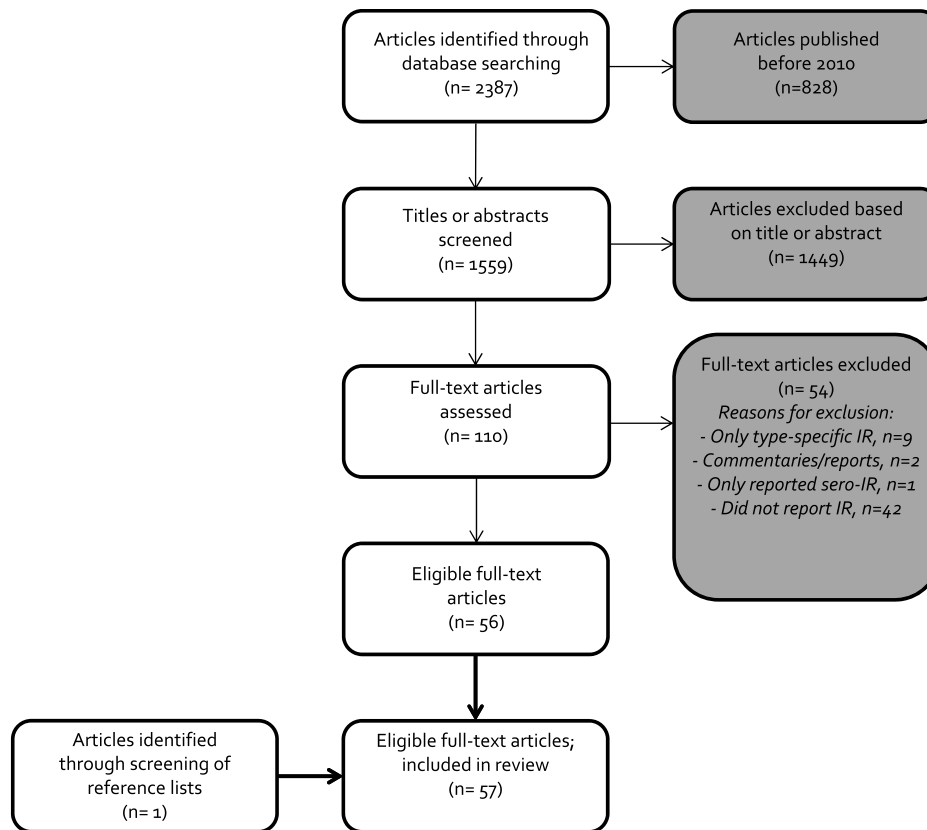 Articles identified through
database searching
(n= 2387)
Articles published
before 2010
(n=828)
Titles or abstracts
screened
(n= 1559)
Articles excluded based
on title or abstract
(n= 1449)
Full-text articles
assessed
(n= 110)
Full-text articles excluded
(n= 54)
Reasons for exclusion:
- Only type-specific IR, n=9
- Commentaries/reports, n=2
- Only reported sero-IR, n=1
- Did not report IR, n=42
Eligible full-text
articles
(n= 56)
Articles identified
through screening of
reference lists
(n= 1)
Eligible full-text articles;
included in review
(n= 57)